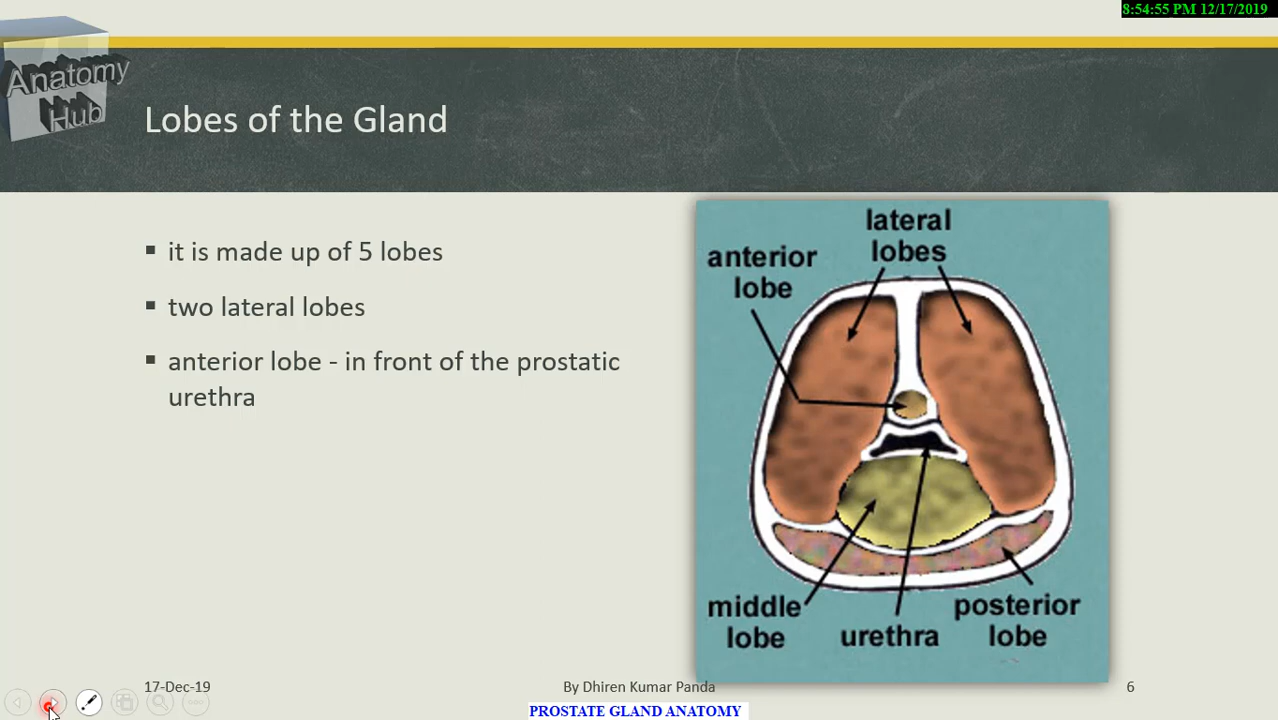 8:54:55 PM 12/17/2019
Anatomy
Hub
Lobes of the Gland
▪ it is made up of 5 lobes
▪ two lateral lobes
▪ anterior lobe - in front of the prostatic
urethra
lateral
lobes
anterior
lobe
middle
lobe
urethra
posterior
lobe
17-Dec-19
By Dhiren Kumar Panda
6
PROSTATE GLAND ANATOMY